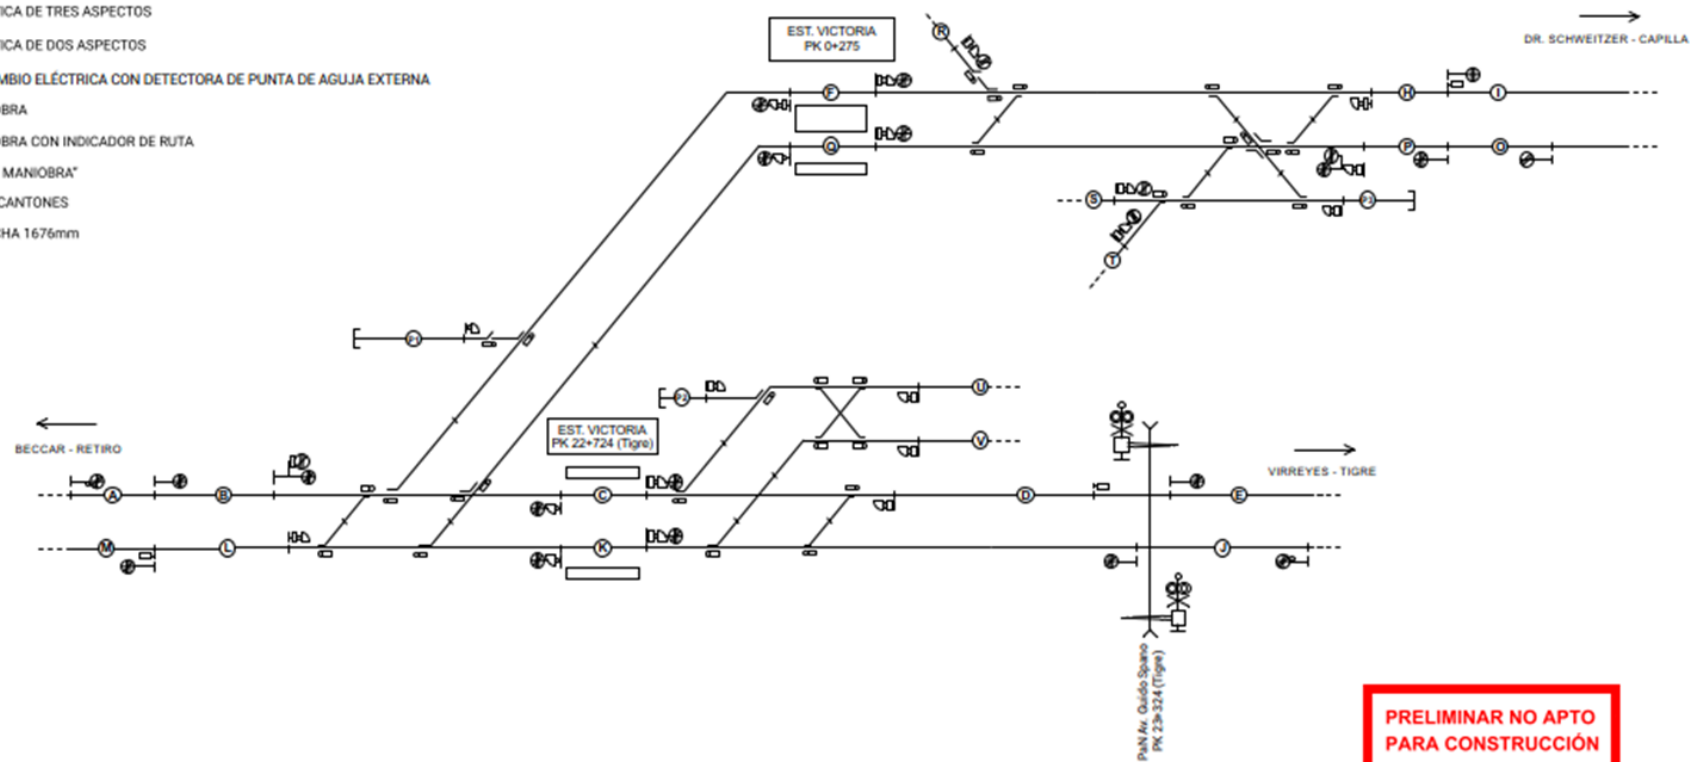 ICA DE TRES ASPECTOS
ICA DE DOS ASPECTOS
MBIO ELÉCTRICA CON DETECTORA DE PUNTA DE AGUJA EXTERNA
OBRA
OBRA CON INDICADOR DE RUTA
MANIOBRA"
CANTONES
CHA 1676mm
EST. VICTORIA
PK 0+275
DR. SCHWEITZER - CAPILLA
R
F
H
I
Q
P
O
S
P3
T
P1
U
P2
V
EST. VICTORIA
PK 22+724 (Tigre)
BECCAR - RETIRO
VIRREYES - TIGRE
A
B
C
D
E
M
L
K
J
PaN Av. Guido Spano
PK 23+324 (Tigre)
PRELIMINAR NO APTO
PARA CONSTRUCCIÓN